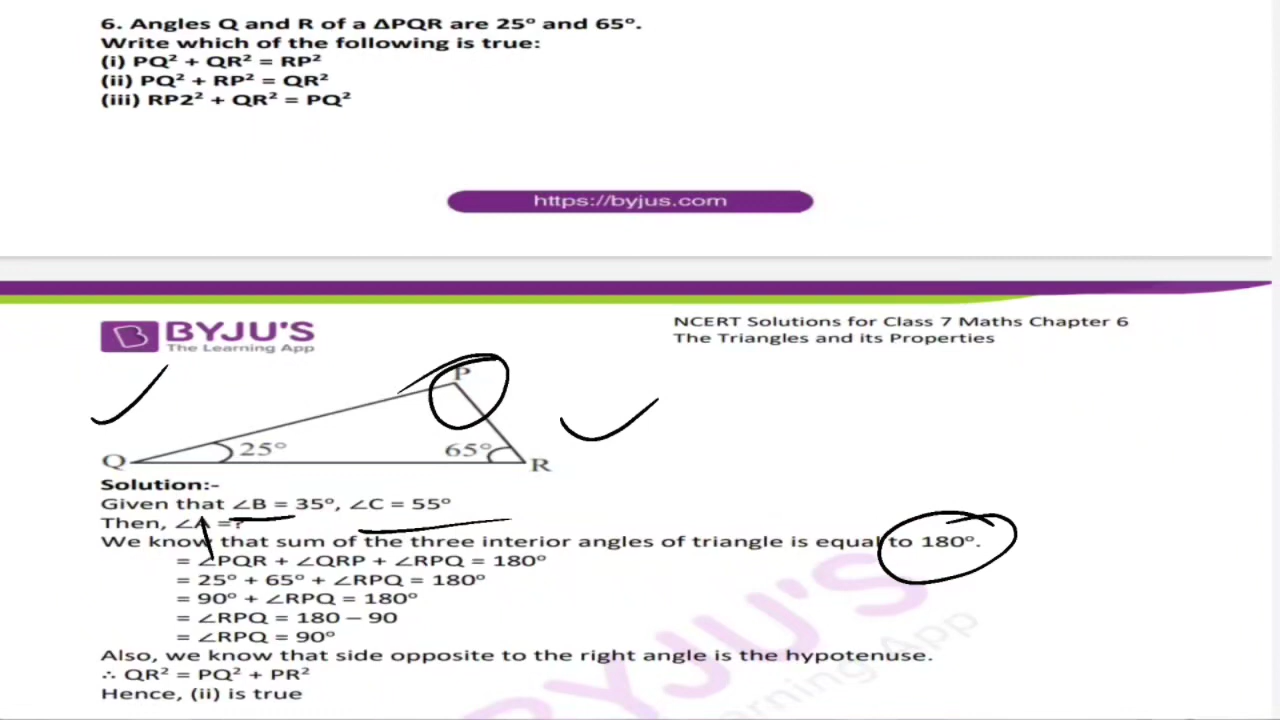 6. Angles Q and R of a ΔPQR are 25° and 65°.
Write which of the following is true:
(i) PQ² + QR² = RP²
(ii) PQ² + RP² = QR²
(iii) RP2² + QR² = PQ²
https://byjus.com
BYJU'S
The Learning App
NCERT Solutions for Class 7 Maths Chapter 6
The Triangles and its Properties
P
25°
65°
Q
R
Solution:-
Given that ∠B = 35°, ∠C = 55°
Then, ∠A =?
We know that sum of the three interior angles of triangle is equal to 180°.
= ∠PQR + ∠QRP + ∠RPQ = 180°
= 25° + 65° + ∠RPQ = 180°
= 90° + ∠RPQ = 180°
= ∠RPQ = 180 – 90
= ∠RPQ = 90°
Also, we know that side opposite to the right angle is the hypotenuse.
∴ QR² = PQ² + PR²
Hence, (ii) is true
BYJU'S
earning App